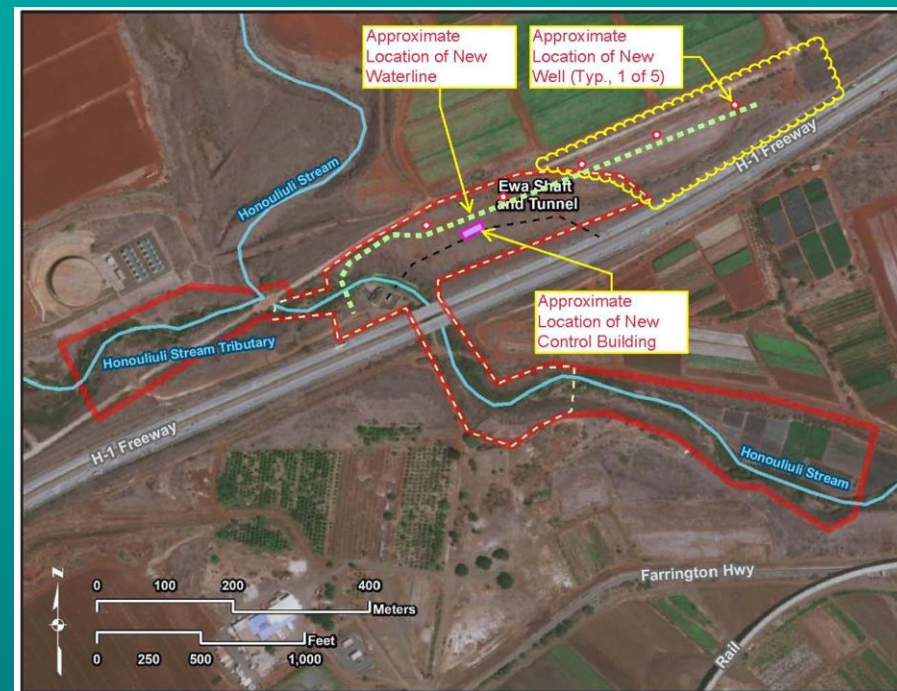 Approximate
Location of New
Waterline
Approximate
Location of New
Well (Typ., 1 of 5)
H-1 Freeway
Honouliuli Stream
Ewa Shaft
and Tunnel
Approximate
Location of New
Control Building
Honouliuli Stream Tributary
H-1 Freeway
Honouliuli Stream
Farrington Hwy
Rail
N
0 100 200 400
Meters
Feet
0 250 500 1,000